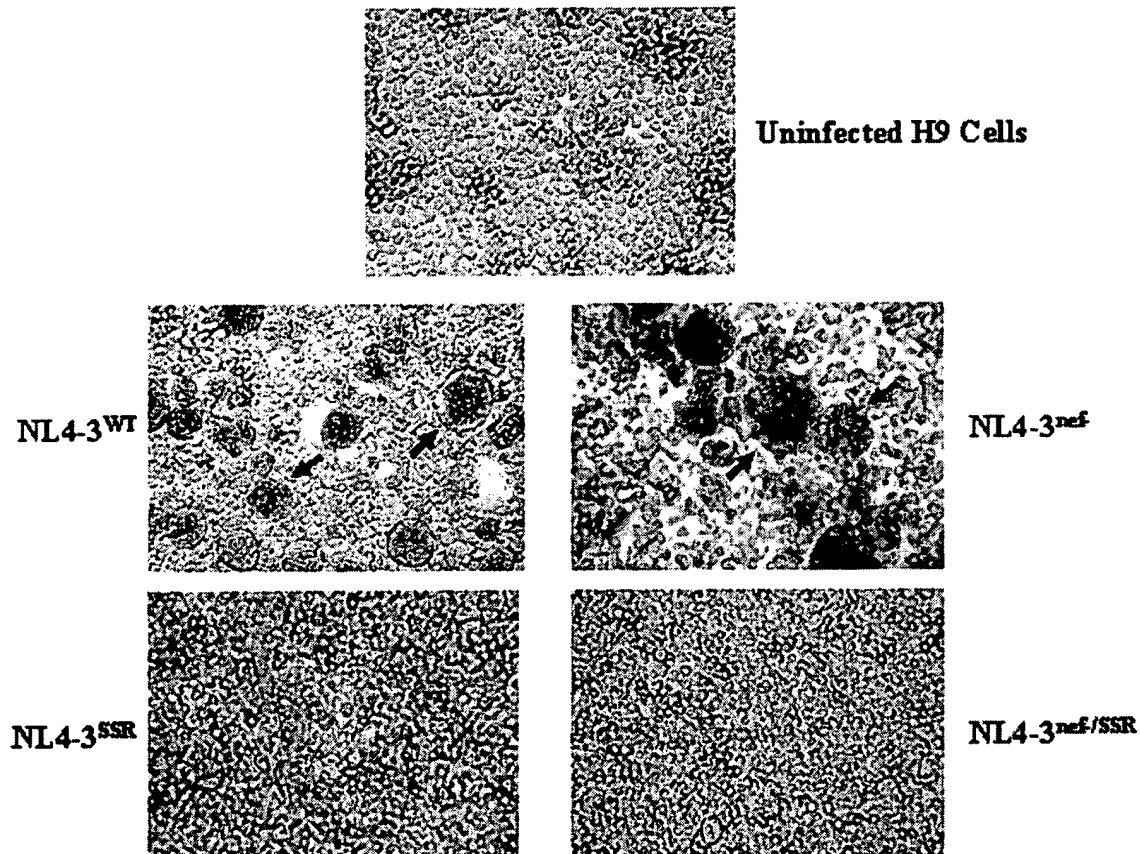 Uninfected H9 Cells
NL4-3WT
NL4-3nef-
NL4-3SSR
NL4-3nef-/SSR